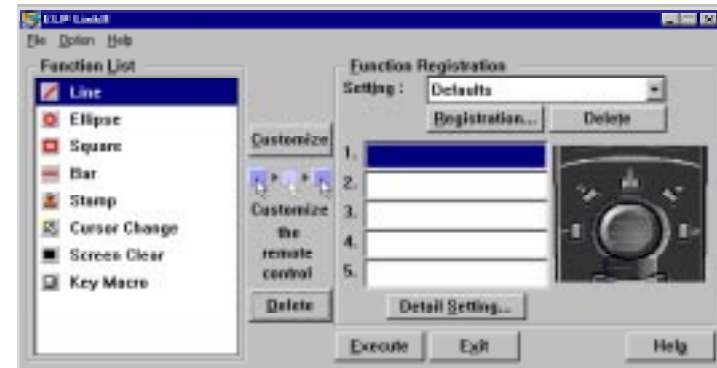 ELP Link II
File Option Help
Function List
Line
Ellipse
Square
Bar
Stamp
Cursor Change
Screen Clear
Key Macro
Customize
Customize
the
remote
control
Delete
Function Registration
Setting :
Defaults
Registration...
Delete
1.
2.
3.
4.
5.
Detail Setting...
Execute
Exit
Help